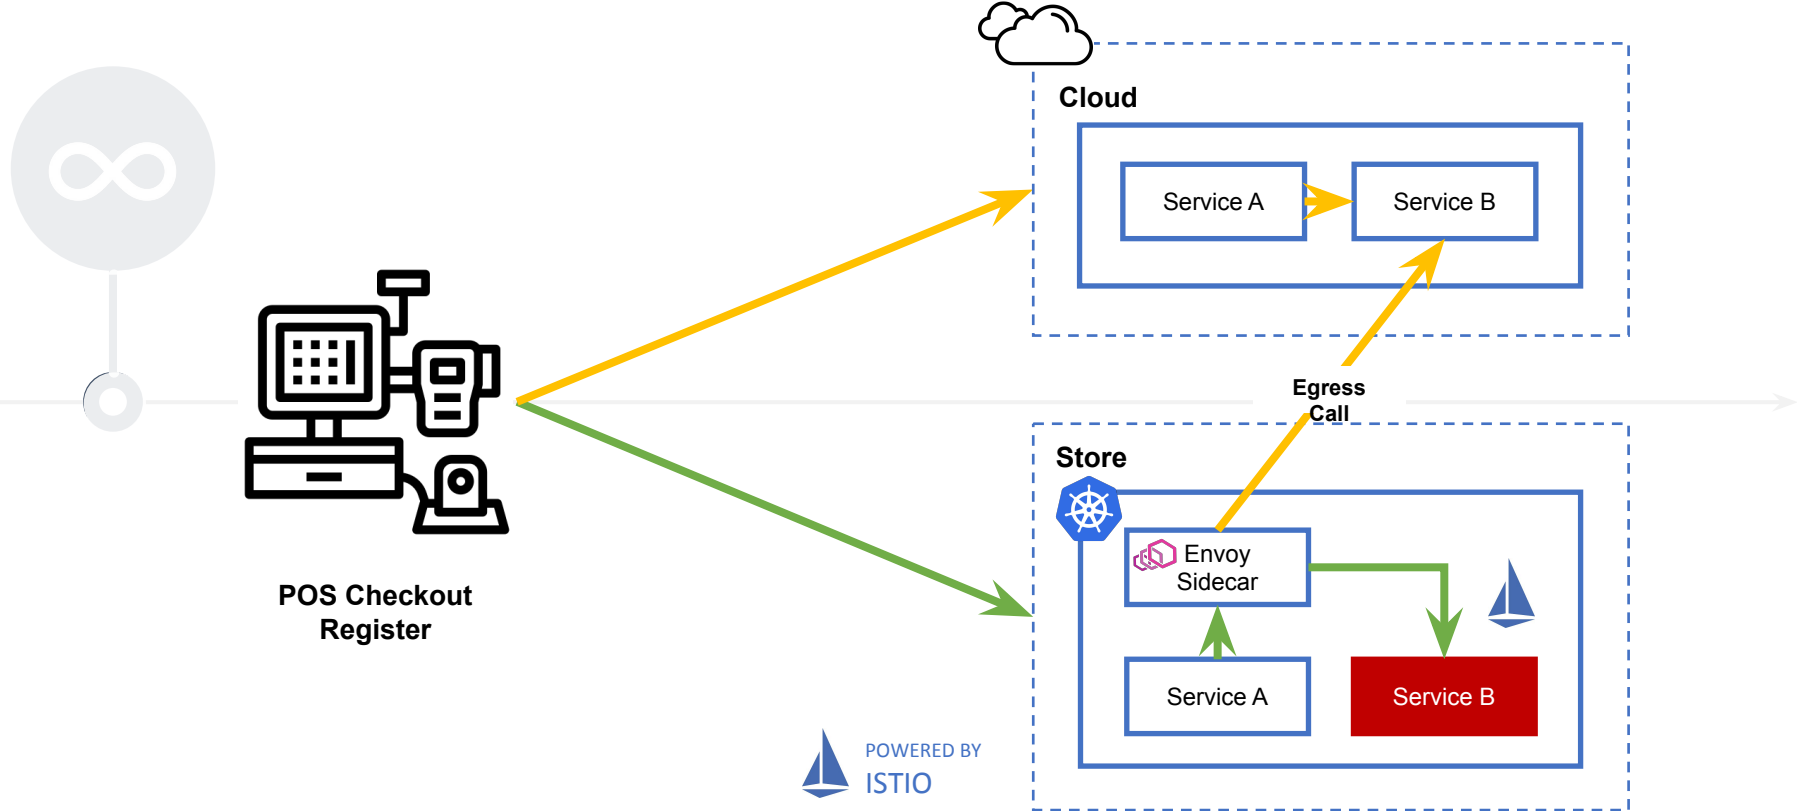 Cloud
Service A
Service B
Egress
Call
Store
Envoy
Sidecar
POS Checkout
Register
Service A
Service B
POWERED BY
ISTIO